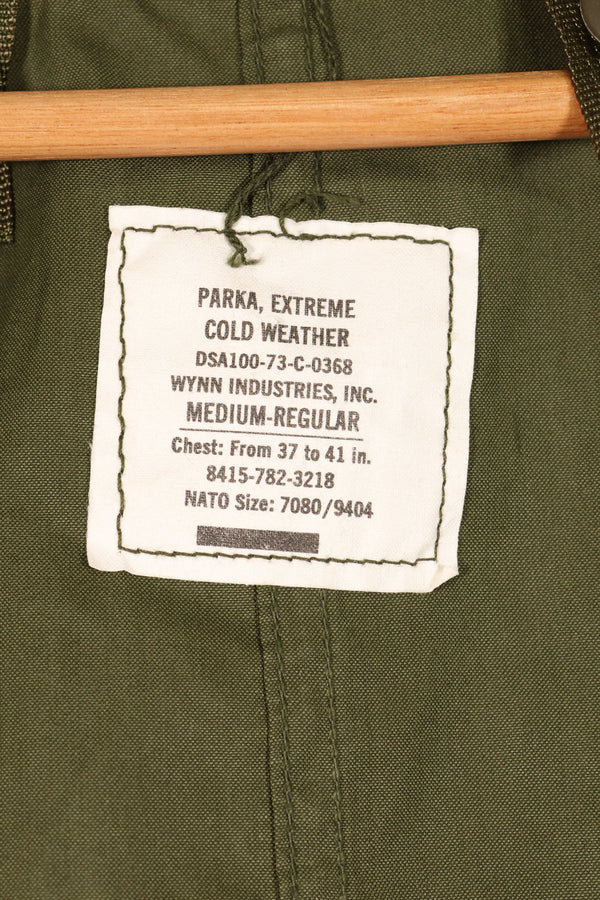 PARKA, EXTREME
COLD WEATHER
DSA100-73-C-0368
WYNN INDUSTRIES, INC.
MEDIUM-REGULAR
Chest: From 37 to 41 in.
8415-782-3218
NATO Size: 7080/9404